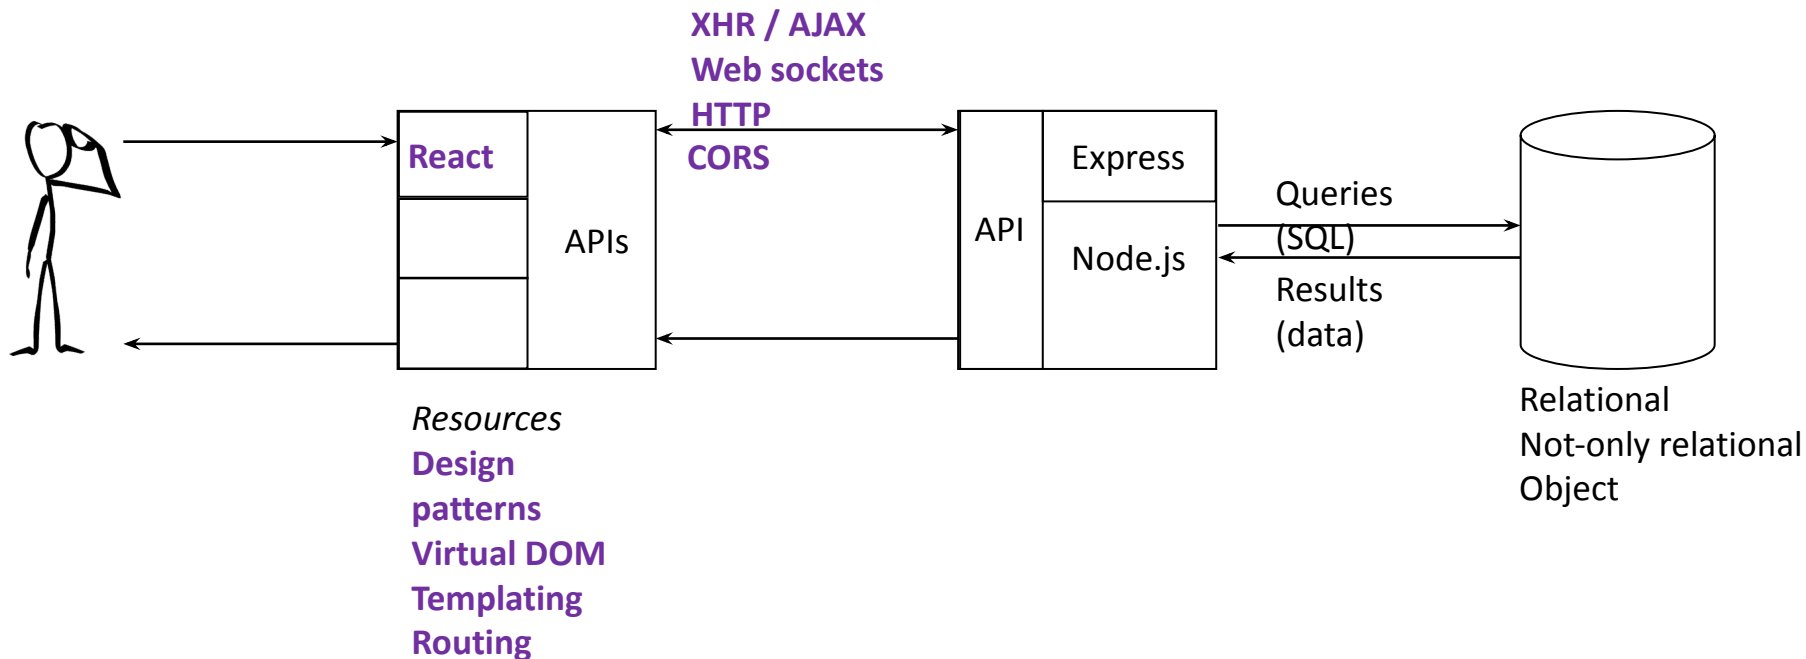 XHR / AJAX
Web sockets
HTTP
CORS
React
APIs
API
Express
Node.js
Queries
(SQL)
Results
(data)
Resources
Design
patterns
Virtual DOM
Templating
Routing
Relational
Not-only relational
Object